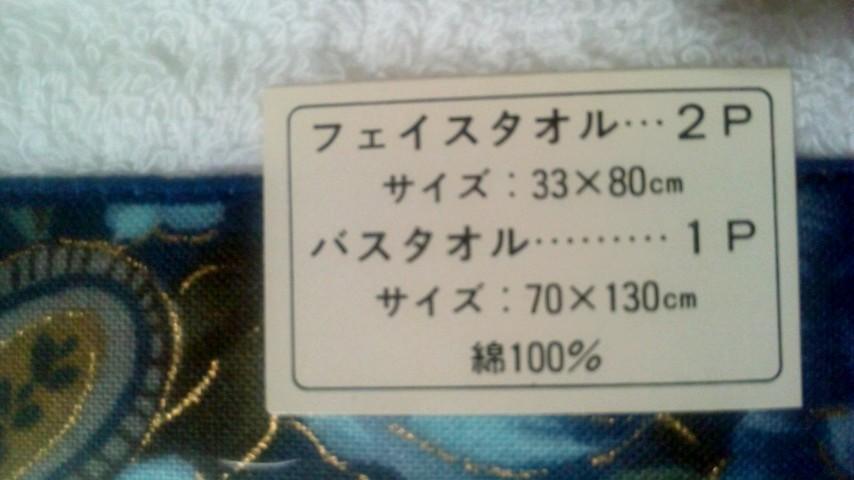 フェイスタオル…２Ｐ
サイズ：33×80cm
バスタオル………１Ｐ
サイズ：70×130cm
綿100％